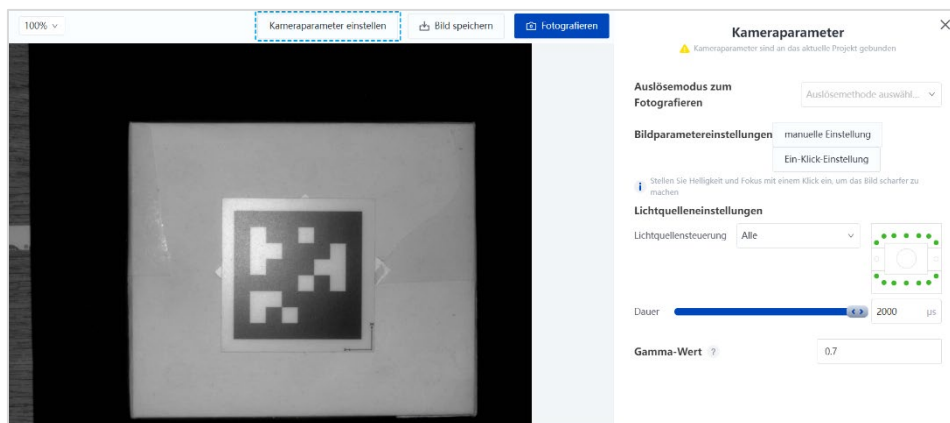 100%
Kameraparameter einstellen
Bild speichern
Fotografieren
Kameraparameter
Kameraparameter sind an das aktuelle Projekt gebunden
Auslösemodus zum
Fotografieren
Auslösemethode auswähl...
Bildparametereinstellungen
manuelle Einstellung
Ein-Klick-Einstellung
Stellen Sie Helligkeit und Fokus mit einem Klick ein, um das Bild scharfer zu
machen
Lichtquelleneinstellungen
Lichtquellensteuerung
Alle
Dauer
2000
μs
Gamma-Wert
?
0.7